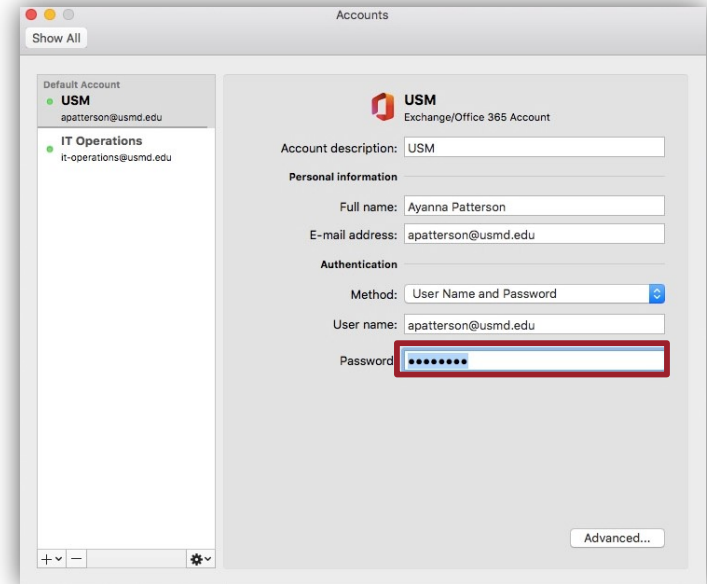 Accounts
Show All
Default Account
USM
apatterson@usmd.edu
IT Operations
it-operations@usmd.edu
USM
Exchange/Office 365 Account
Account description: USM
Personal information
Full name: Ayanna Patterson
E-mail address: apatterson@usmd.edu
Authentication
Method: User Name and Password
User name: apatterson@usmd.edu
Password ••••••••
Advanced...